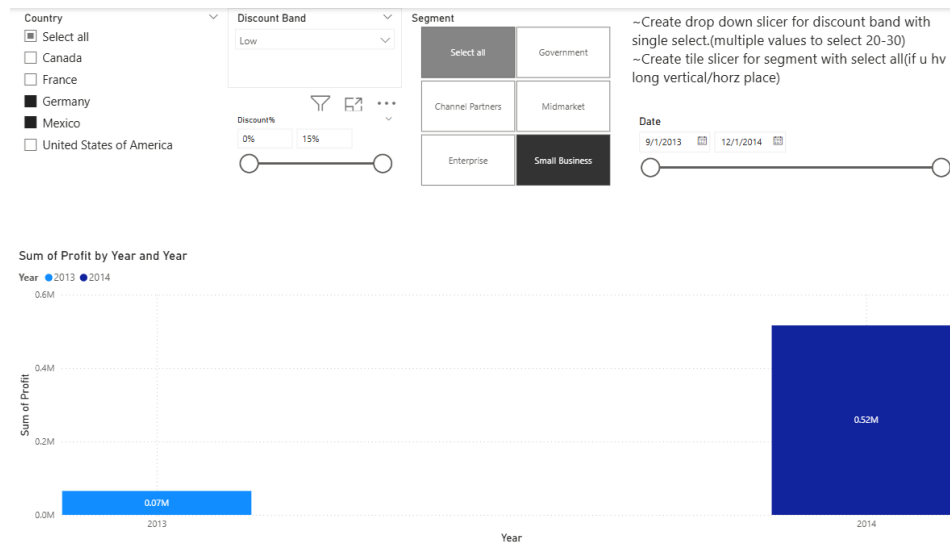 Country
Select all
Canada
France
Germany
Mexico
United States of America
Discount Band
Low
Discount%
0%
15%
Segment
Select all
Government
Channel Partners
Midmarket
Enterprise
Small Business
~Create drop down slicer for discount band with
single select.(multiple values to select 20-30)
~Create tile slicer for segment with select all(if u hv
long vertical/horz place)
Date
9/1/2013
12/1/2014
Sum of Profit by Year and Year
Year 2013 2014
0.6M
0.4M
0.2M
0.0M
Sum of Profit
0.07M
0.52M
2013
2014
Year